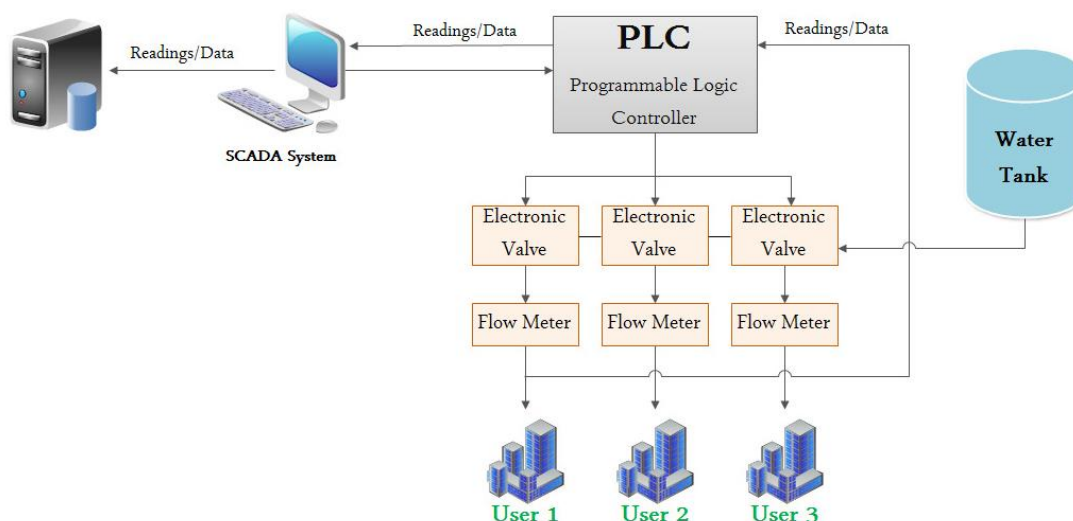 Readings/Data
SCADA System
Readings/Data
PLC
Programmable Logic
Controller
Readings/Data
Water
Tank
Electronic
Valve
Electronic
Valve
Electronic
Valve
Flow Meter
Flow Meter
Flow Meter
User 1
User 2
User 3